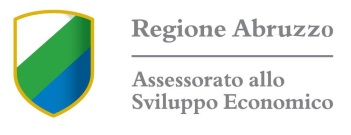 Regione Abruzzo
Assessorato allo
Sviluppo Economico